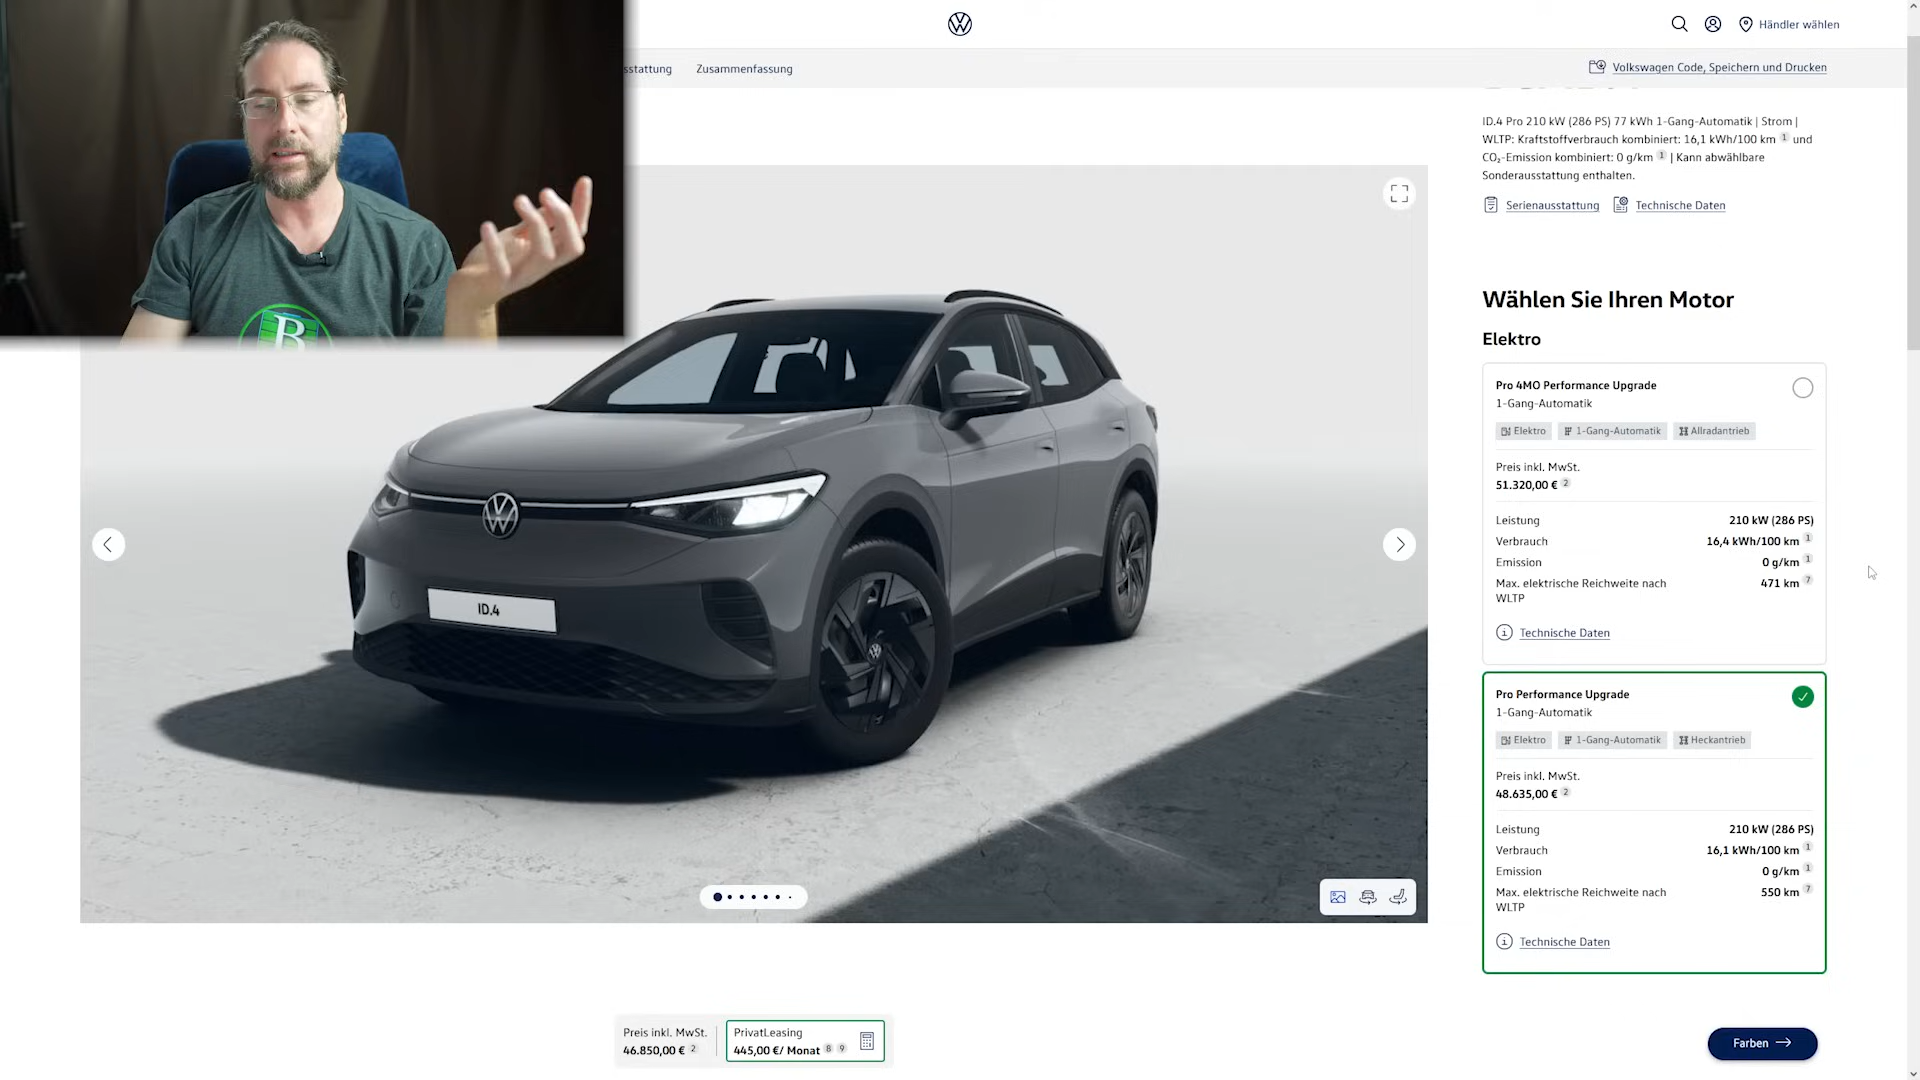 Händler wählen
sstattung
Zusammenfassung
Volkswagen Code, Speichern und Drucken
ID.4 Pro 210 kW (286 PS) 77 kWh 1-Gang-Automatik | Strom |
WLTP: Kraftstoffverbrauch kombiniert: 16,1 kWh/100 km 1 und
CO₂-Emission kombiniert: 0 g/km 1 | Kann abwählbare
Sonderausstattung enthalten.
Serienausstattung
Technische Daten
B
ID.4
Wählen Sie Ihren Motor
Elektro
Pro 4MO Performance Upgrade
1-Gang-Automatik
Elektro
1-Gang-Automatik
Allradantrieb
Preis inkl. MwSt.
51.320,00 € 2
Leistung 210 kW (286 PS)
Verbrauch 16,4 kWh/100 km 1
Emission 0 g/km 1
Max. elektrische Reichweite nach 471 km 7
WLTP
Technische Daten
Pro Performance Upgrade
1-Gang-Automatik
Elektro
1-Gang-Automatik
Heckantrieb
Preis inkl. MwSt.
48.635,00 € 2
Leistung 210 kW (286 PS)
Verbrauch 16,1 kWh/100 km 1
Emission 0 g/km 1
Max. elektrische Reichweite nach 550 km 7
WLTP
Technische Daten
Preis inkl. MwSt.
46.850,00 € 2
PrivatLeasing
445,00 €/ Monat 8 9
Farben